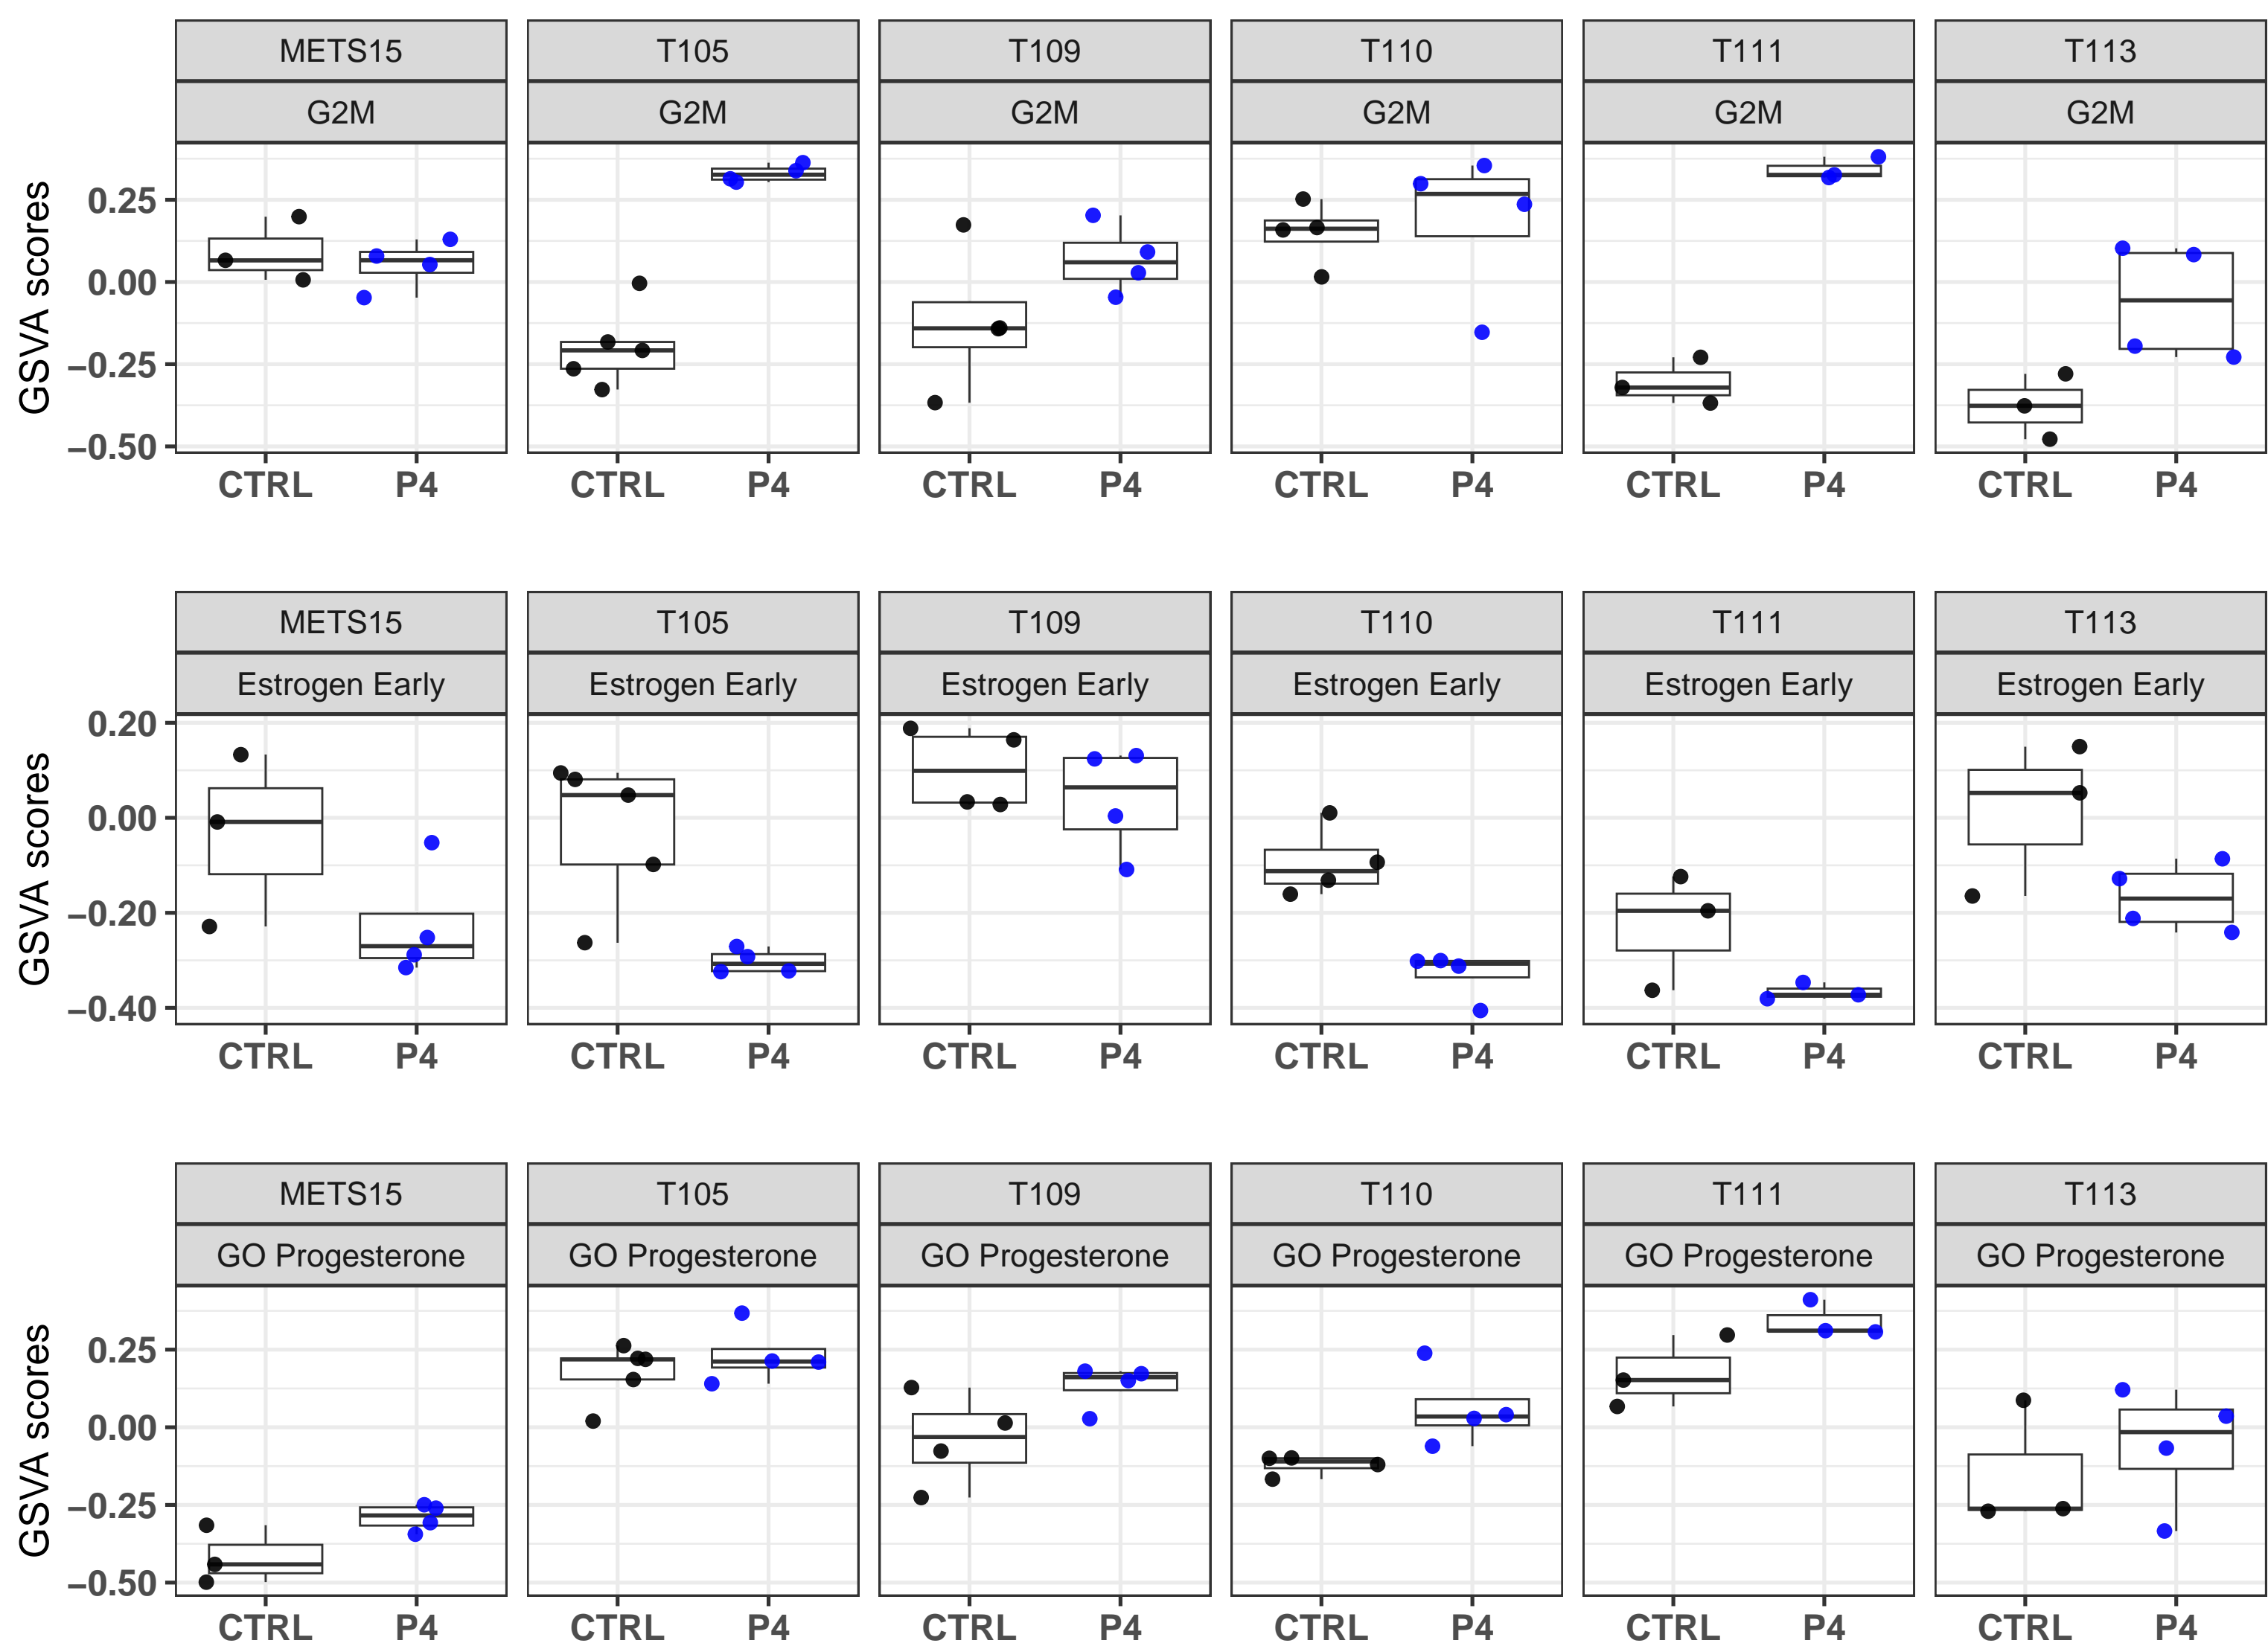 METS15 T105 T109 T110 T111 T113
G2M G2M G2M G2M G2M G2M
GSVA scores
0.25
0.00
−0.25
−0.50
CTRL P4 CTRL P4 CTRL P4 CTRL P4 CTRL P4 CTRL P4
METS15 T105 T109 T110 T111 T113
Estrogen Early Estrogen Early Estrogen Early Estrogen Early Estrogen Early Estrogen Early
GSVA scores
0.20
0.00
−0.20
−0.40
CTRL P4 CTRL P4 CTRL P4 CTRL P4 CTRL P4 CTRL P4
METS15 T105 T109 T110 T111 T113
GO Progesterone GO Progesterone GO Progesterone GO Progesterone GO Progesterone GO Progesterone
GSVA scores
0.25
0.00
−0.25
−0.50
CTRL P4 CTRL P4 CTRL P4 CTRL P4 CTRL P4 CTRL P4